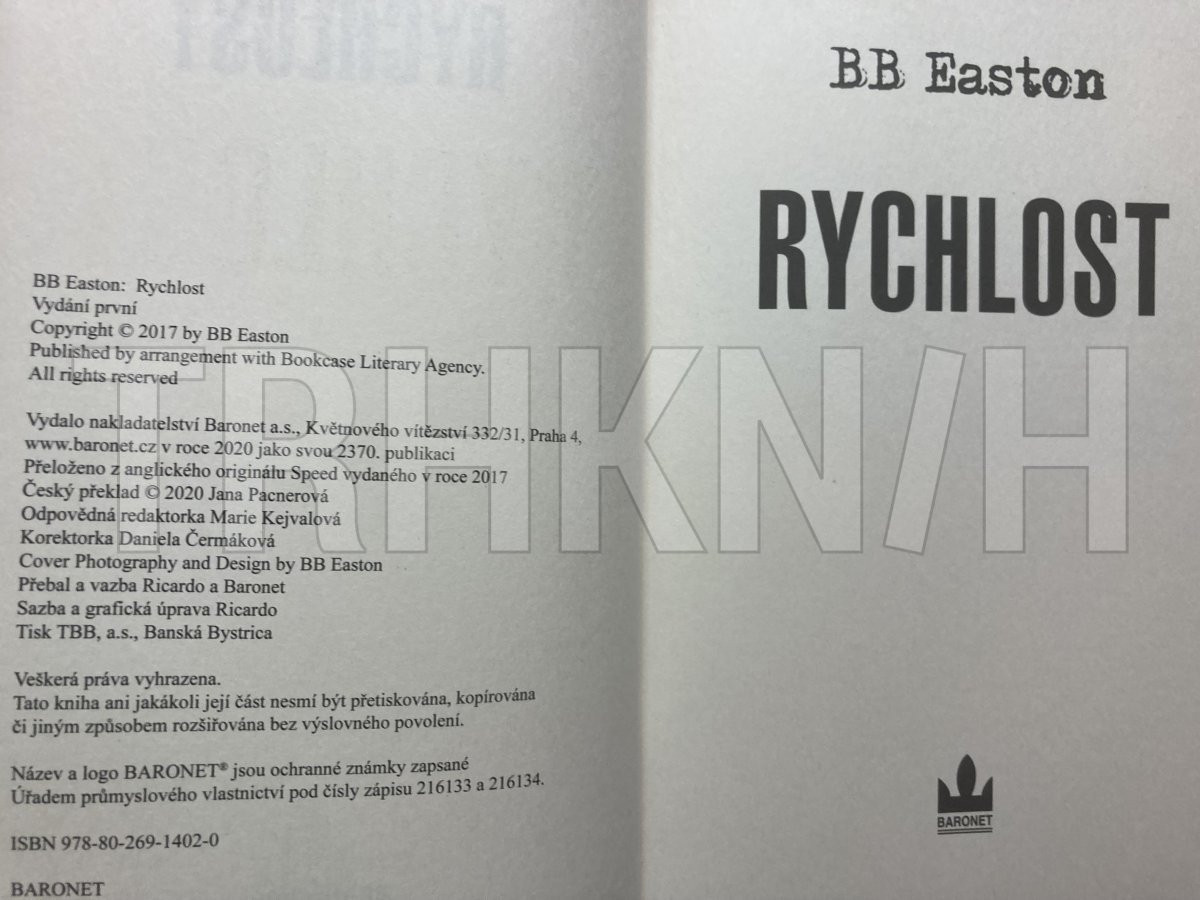 BB Easton: Rychlost
Vydání první
Copyright © 2017 by BB Easton
Published by arrangement with Bookcase Literary Agency.
All rights reserved
Vydalo nakladatelství Baronet a.s., Květnového vítězství 332/31, Praha 4,
www.baronet.cz v roce 2020 jako svou 2370. publikaci
Přeloženo z anglického originálu Speed vydaného v roce 2017
Český překlad © 2020 Jana Pacnerová
Odpovědná redaktorka Marie Kejvalová
Korektorka Daniela Čermáková
Cover Photography and Design by BB Easton
Přebal a vazba Ricardo a Baronet
Sazba a grafická úprava Ricardo
Tisk TBB, a.s., Banská Bystrica
Veškerá práva vyhrazena.
Tato kniha ani jakákoli její část nesmí být přetiskována, kopírována
či jiným způsobem rozšiřována bez výslovného povolení.
Název a logo BARONET® jsou ochranné známky zapsané
Úřadem průmyslového vlastnictví pod čísly zápisu 216133 a 216134.
ISBN 978-80-269-1402-0
BARONET
BB Easton
RYCHLOST
BARONET
TRHKN/H